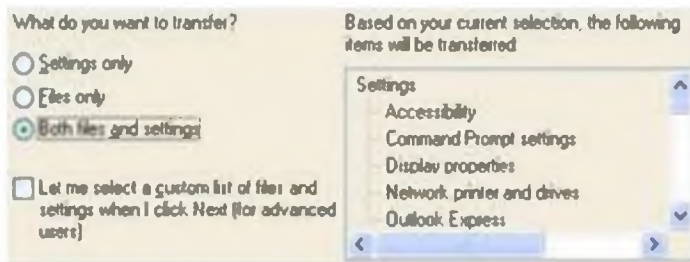 What do you want to transfer?
Settings only
Files only
Both files and settings
Let me select a custom list of files and
settings when I click Next (for advanced
users)
Based on your current selection, the following
items will be transferred:
Settings
Accessibility
Command Prompt settings
Display properties
Network printer and drives
Outlook Express